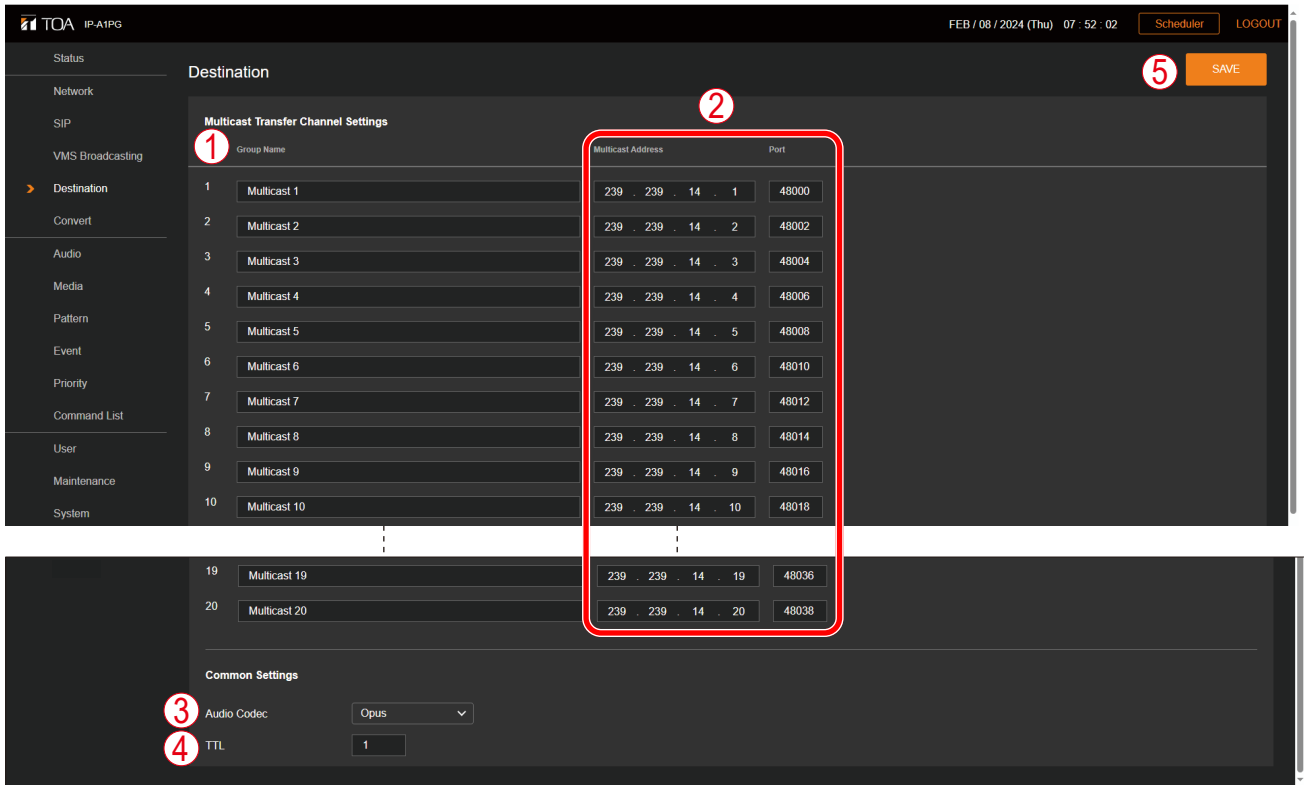 TOA IP-A1PG FEB / 08 / 2024 (Thu) 07 : 52 : 02 Scheduler LOGOUT
Status
Network
SIP
VMS Broadcasting
Destination
Convert
Audio
Media
Pattern
Event
Priority
Command List
User
Maintenance
System
Destination 5 SAVE
Multicast Transfer Channel Settings 2
1 Group Name Multicast Address Port
1 Multicast 1 239 . 239 . 14 . 1 48000
2 Multicast 2 239 . 239 . 14 . 2 48002
3 Multicast 3 239 . 239 . 14 . 3 48004
4 Multicast 4 239 . 239 . 14 . 4 48006
5 Multicast 5 239 . 239 . 14 . 5 48008
6 Multicast 6 239 . 239 . 14 . 6 48010
7 Multicast 7 239 . 239 . 14 . 7 48012
8 Multicast 8 239 . 239 . 14 . 8 48014
9 Multicast 9 239 . 239 . 14 . 9 48016
10 Multicast 10 239 . 239 . 14 . 10 48018
19 Multicast 19 239 . 239 . 14 . 19 48036
20 Multicast 20 239 . 239 . 14 . 20 48038
Common Settings
3 Audio Codec Opus
4 TTL 1